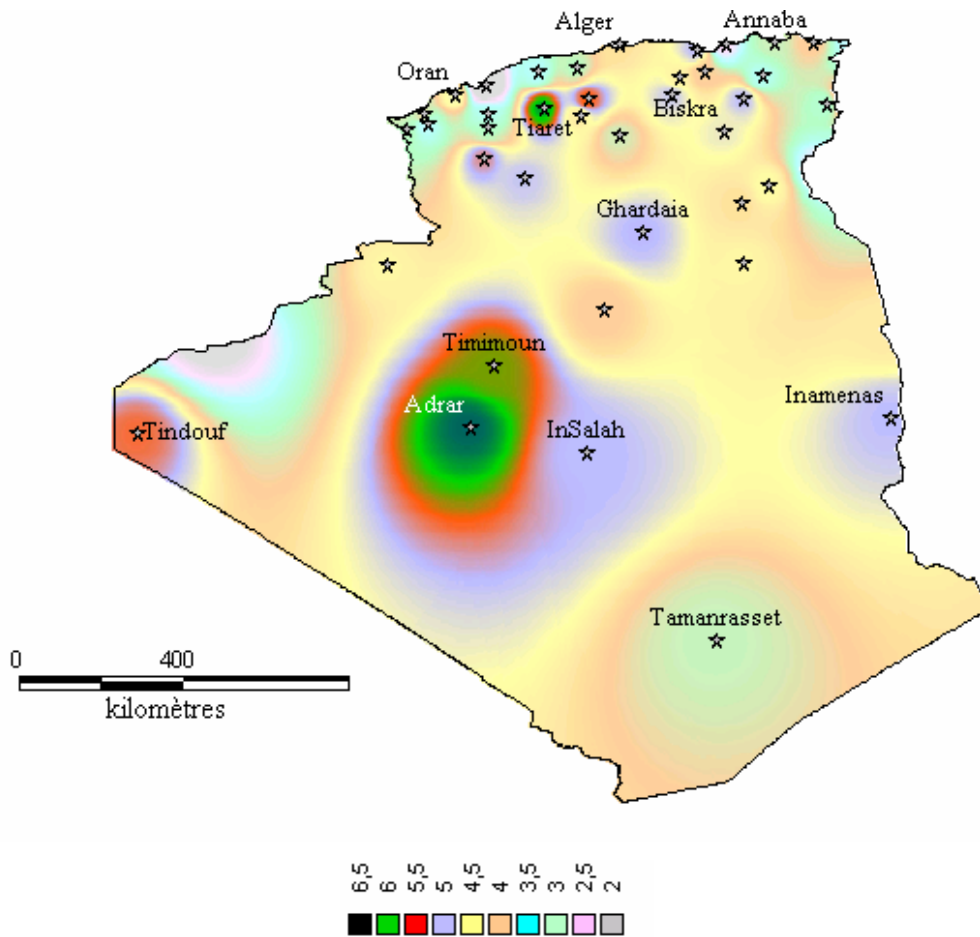 Alger
Annaba
Oran
Tiaret
Biskra
Ghardaia
Timimoun
Adrar
Tindouf
InSalah
Inamenas
Tamanrasset
0 400
kilomètres
6,5 6 5,5 5 4,5 4 3,5 3 2,5 2